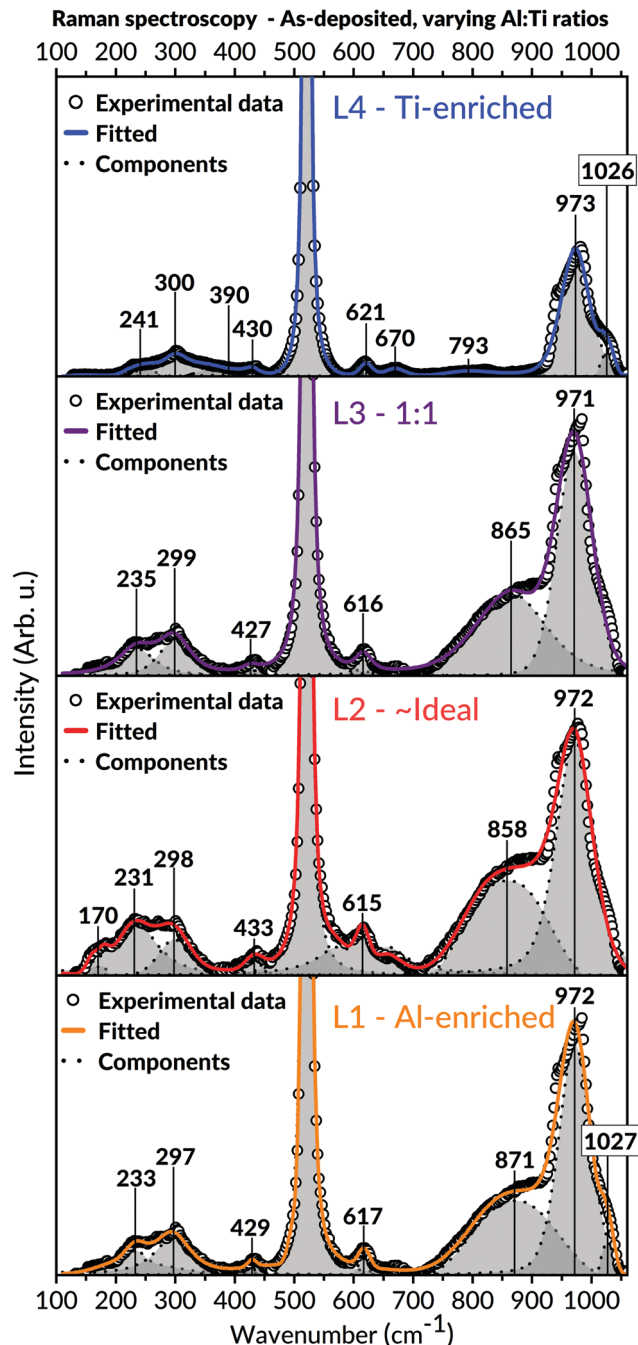 Raman spectroscopy - As-deposited, varying Al:Ti ratios
100 200 300 400 500 600 700 800 900 1000
Experimental data
Fitted
Components
L4 - Ti-enriched
241
300
390
430
621
670
793
973
1026
Experimental data
Fitted
Components
L3 - 1:1
235
299
427
616
865
971
Experimental data
Fitted
Components
L2 - ~Ideal
170
231
298
433
615
858
972
Experimental data
Fitted
Components
L1 - Al-enriched
233
297
429
617
871
972
1027
Intensity (Arb. u.)
100 200 300 400 500 600 700 800 900 1000
Wavenumber (cm⁻¹)